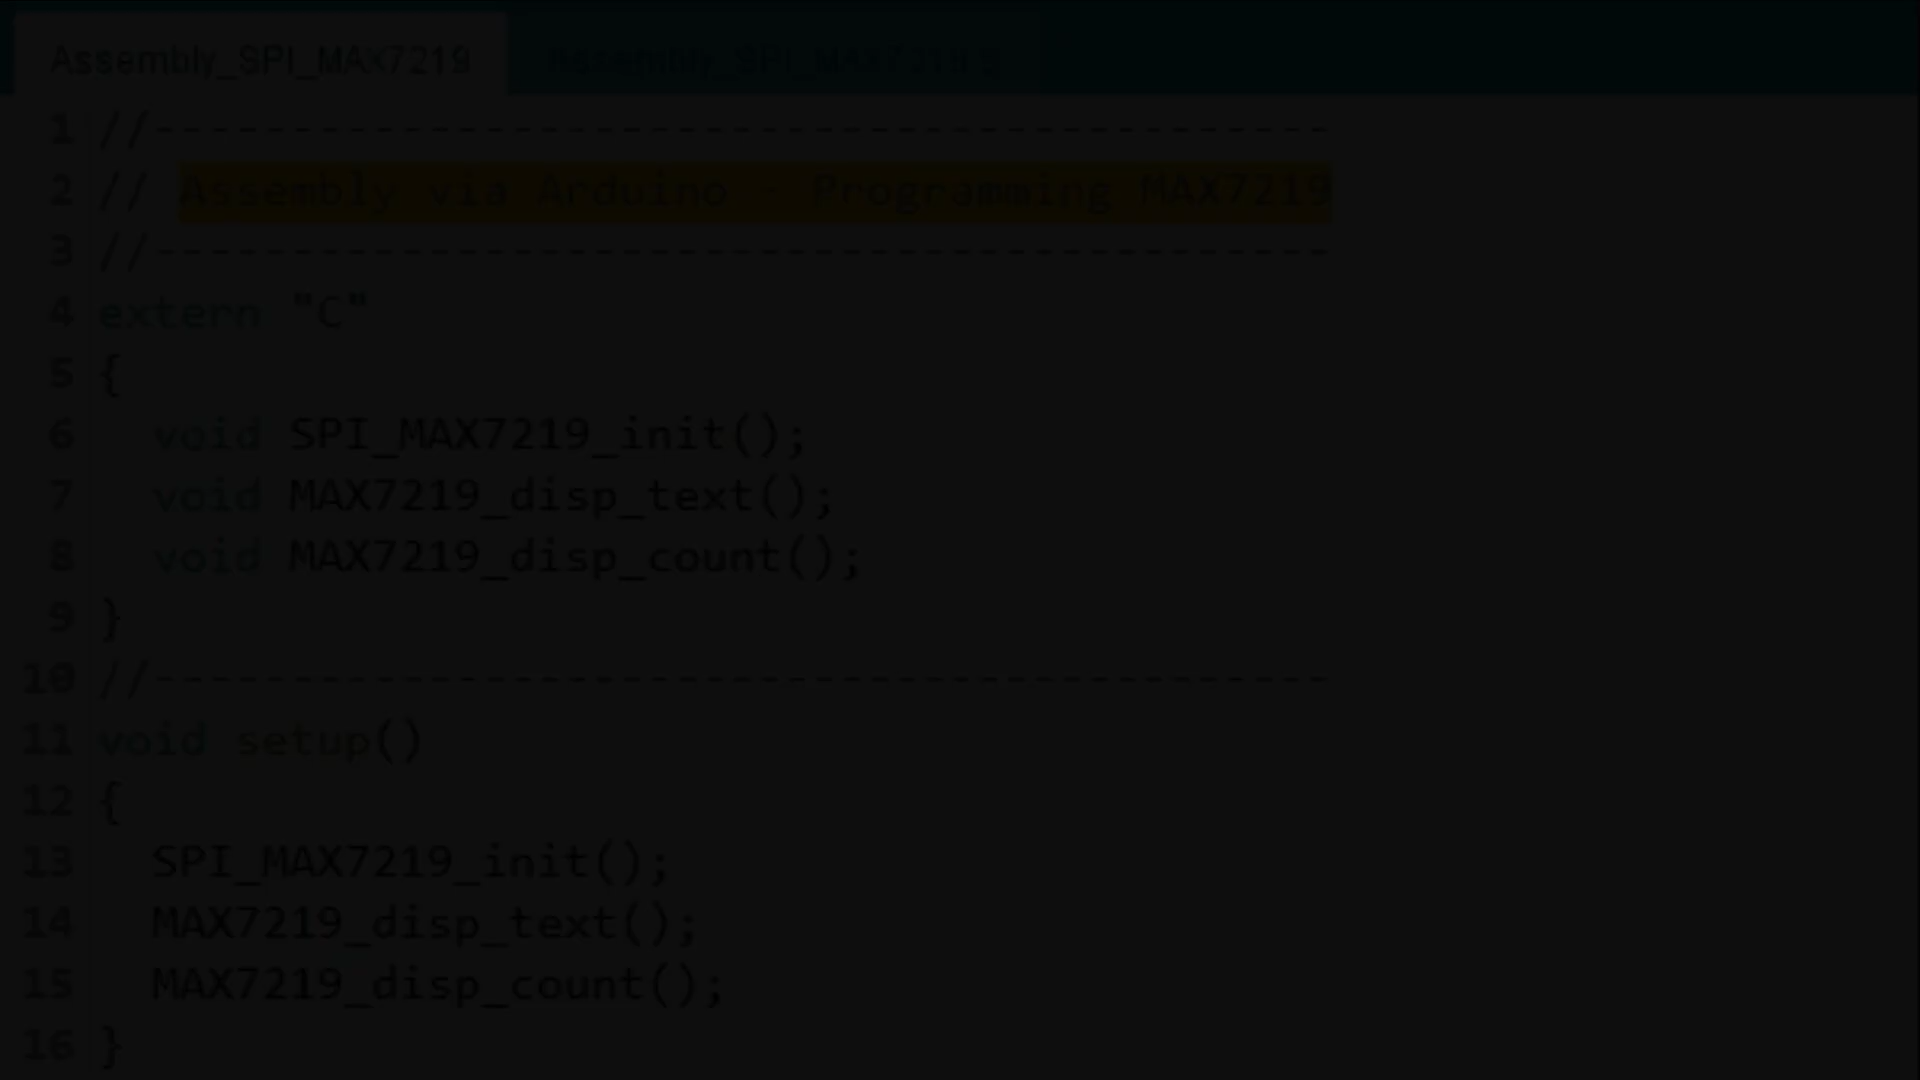 Assembly_SPI_MAX7219 Assembly_SPI_MAX7219.S
1 //-------------------------------------------
2 // Assembly via Arduino - Programming MAX7219
3 //-------------------------------------------
4 extern "C"
5 {
6   void SPI_MAX7219_init();
7   void MAX7219_disp_text();
8   void MAX7219_disp_count();
9 }
10 //-------------------------------------------
11 void setup()
12 {
13   SPI_MAX7219_init();
14   MAX7219_disp_text();
15   MAX7219_disp_count();
16 }